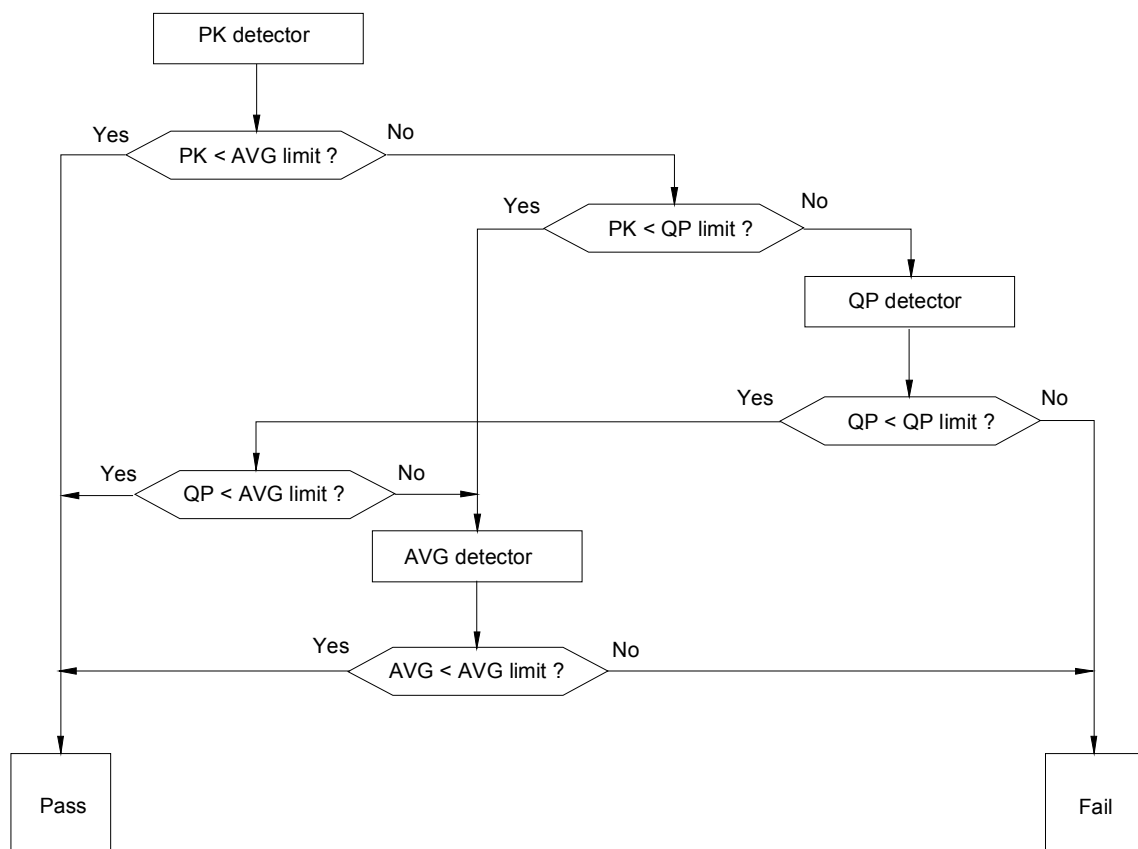 PK detector
Yes
No
PK < AVG limit ?
Yes
No
PK < QP limit ?
QP detector
Yes
No
QP < QP limit ?
Yes
No
QP < AVG limit ?
AVG detector
Yes
No
AVG < AVG limit ?
Pass
Fail